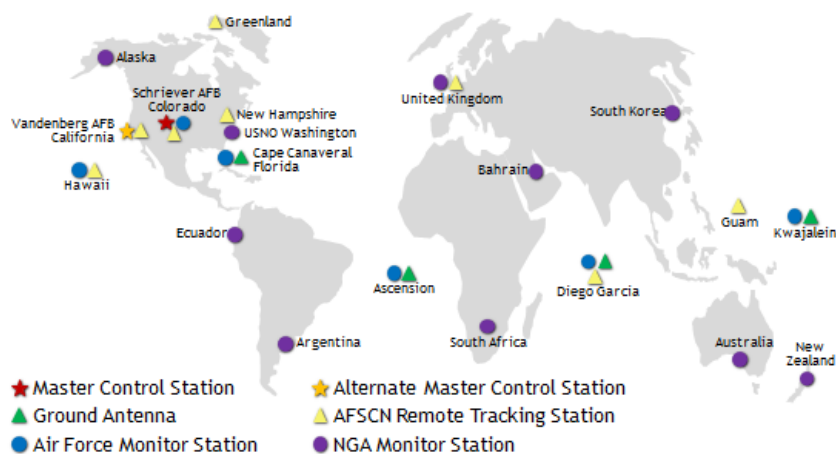 Greenland
Alaska
Schriever AFB
Colorado
Vandenberg AFB
California
New Hampshire
USNO Washington
Cape Canaveral
Florida
Hawaii
United Kingdom
South Korea
Bahrain
Guam
Kwajalein
Ecuador
Ascension
Diego Garcia
Argentina
South Africa
Australia
New
Zealand
Master Control Station
Alternate Master Control Station
Ground Antenna
AFSCN Remote Tracking Station
Air Force Monitor Station
NGA Monitor Station